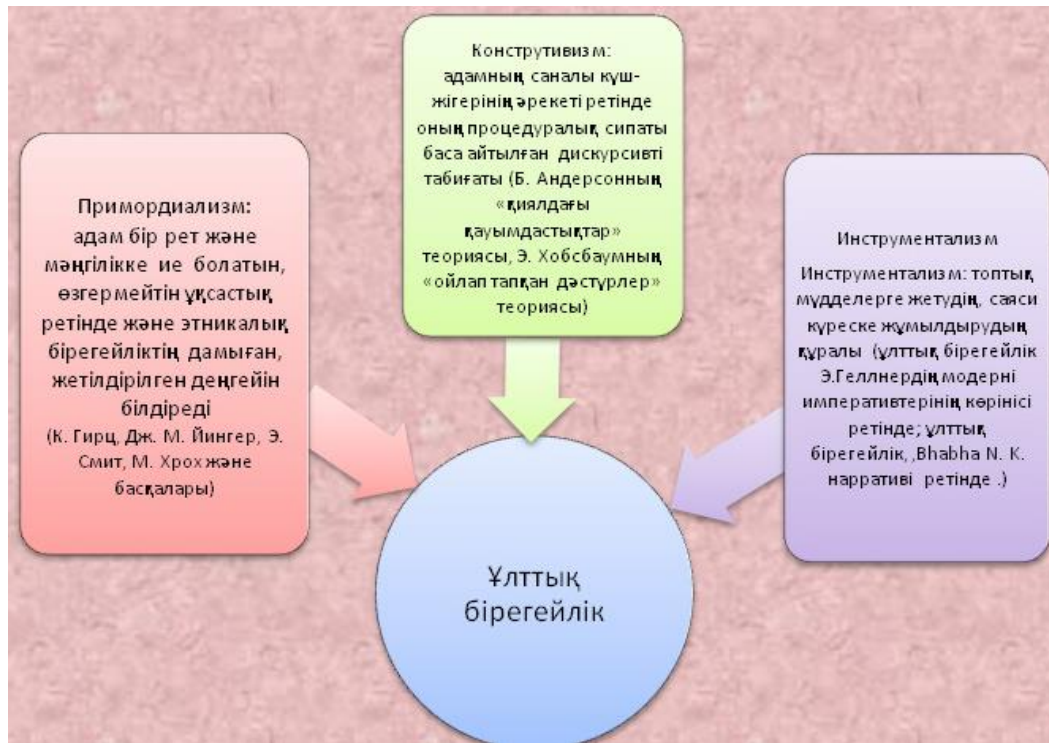 Примордиализм:
адам бір рет және
мәңгілікке ие болатын,
өзгермейтін ұқсастық
ретінде және этникалық
бірегейліктің дамыған,
жетілдірілген деңгейін
білдіреді
(К. Гирц, Дж. М. Йингер, Э.
Смит, М. Хрох және
басқалары)
Конструтивизм:
адамның саналы күш-
жігерінің әрекеті ретінде
оның процедуралық сипаты
баса айтылған дискурсивті
табиғаты (Б. Андерсонның
«қиялдағы
қауымдастықтар»
теориясы, Э. Хобсбаумның
«ойлап тапқан дәстүрлер»
теориясы)
Инструментализм
Инструментализм: топтық
мүдделерге жетудің, саяси
күреске жұмылдырудың
құралы (ұлттық бірегейлік
Э.Геллнердің модерні
императивтерінің көрінісі
ретінде; ұлттық
бірегейлік, ,Bhabha N. K.
нарративі ретінде .)
Ұлттық
бірегейлік